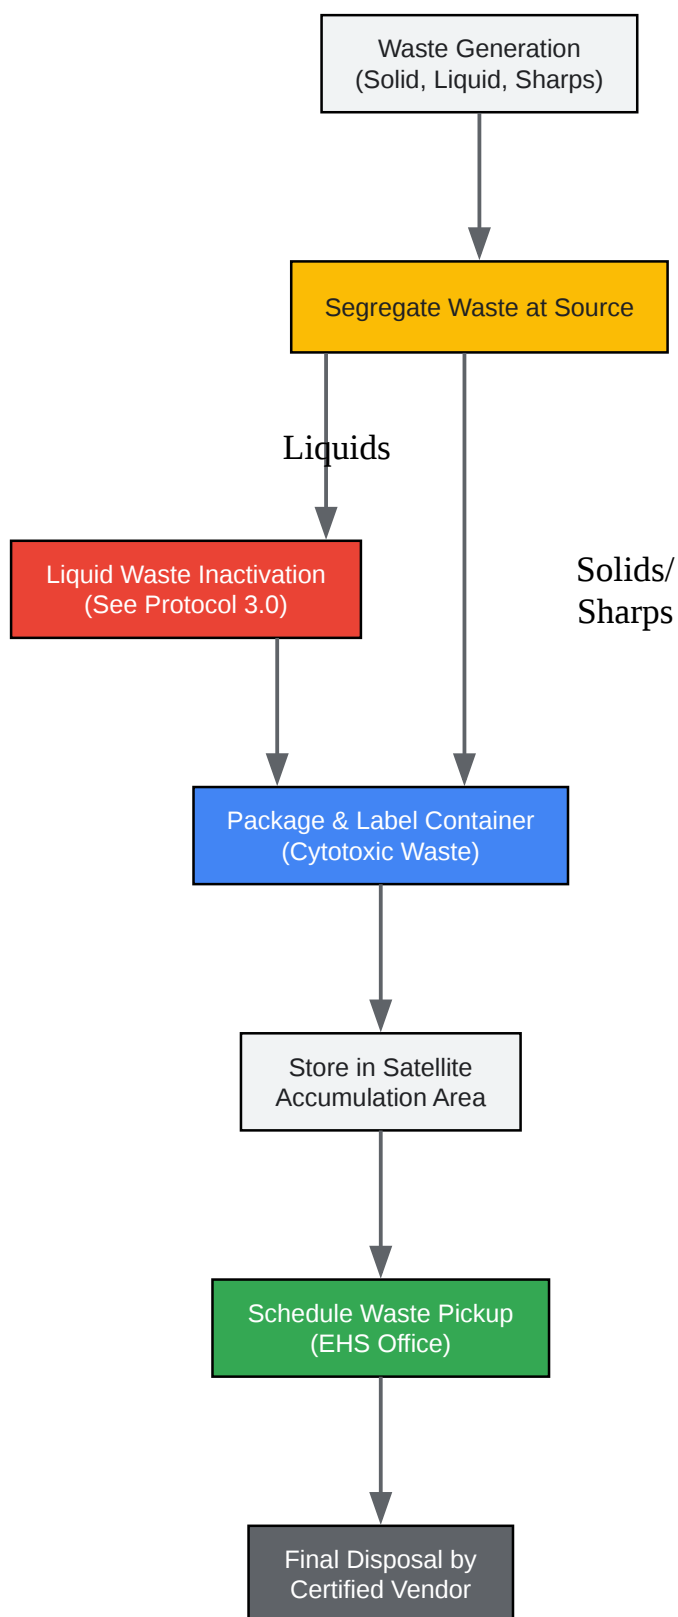 Waste Generation
(Solid, Liquid, Sharps)
Segregate Waste at Source
Liquids
Liquid Waste Inactivation
(See Protocol 3.0)
Solids/
Sharps
Package & Label Container
(Cytotoxic Waste)
Store in Satellite
Accumulation Area
Schedule Waste Pickup
(EHS Office)
Final Disposal by
Certified Vendor